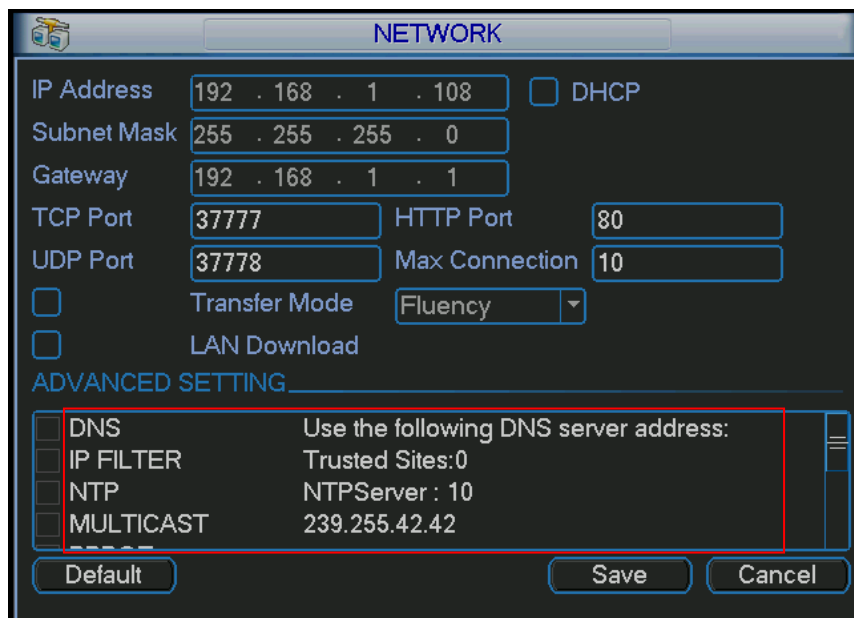 NETWORK
IP Address 192 . 168 . 1 . 108 DHCP
Subnet Mask 255 . 255 . 255 . 0
Gateway 192 . 168 . 1 . 1
TCP Port 37777 HTTP Port 80
UDP Port 37778 Max Connection 10
Transfer Mode Fluency
LAN Download
ADVANCED SETTING
DNS Use the following DNS server address:
IP FILTER Trusted Sites:0
NTP NTPServer : 10
MULTICAST 239.255.42.42
Default Save Cancel